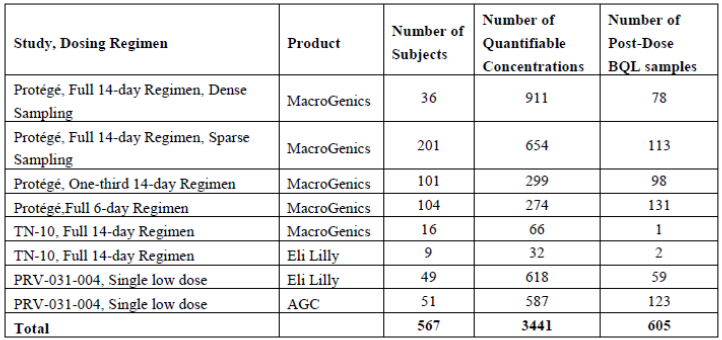 Study, Dosing Regimen Product Number of Subjects Number of Quantifiable Concentrations Number of Post-Dose BQL samples
Protégé, Full 14-day Regimen, Dense Sampling MacroGenics 36 911 78
Protégé, Full 14-day Regimen, Sparse Sampling MacroGenics 201 654 113
Protégé, One-third 14-day Regimen MacroGenics 101 299 98
Protégé,Full 6-day Regimen MacroGenics 104 274 131
TN-10, Full 14-day Regimen MacroGenics 16 66 1
TN-10, Full 14-day Regimen Eli Lilly 9 32 2
PRV-031-004, Single low dose Eli Lilly 49 618 59
PRV-031-004, Single low dose AGC 51 587 123
Total 567 3441 605